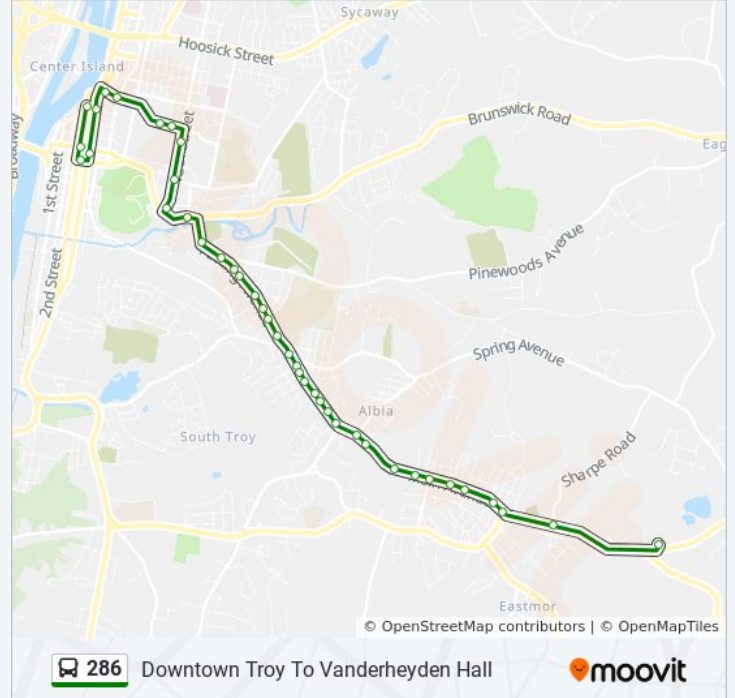 Sycaway
Hoosick Street
Center Island
Brunswick Road
Broadway
Eag
1st Street
Pinewoods Avenue
2nd Street
Spring Avenue
Albia
South Troy
Sharpe Road
Eastmor
© OpenStreetMap contributors | © OpenMapTiles
286 Downtown Troy To Vanderheyden Hall
moovit